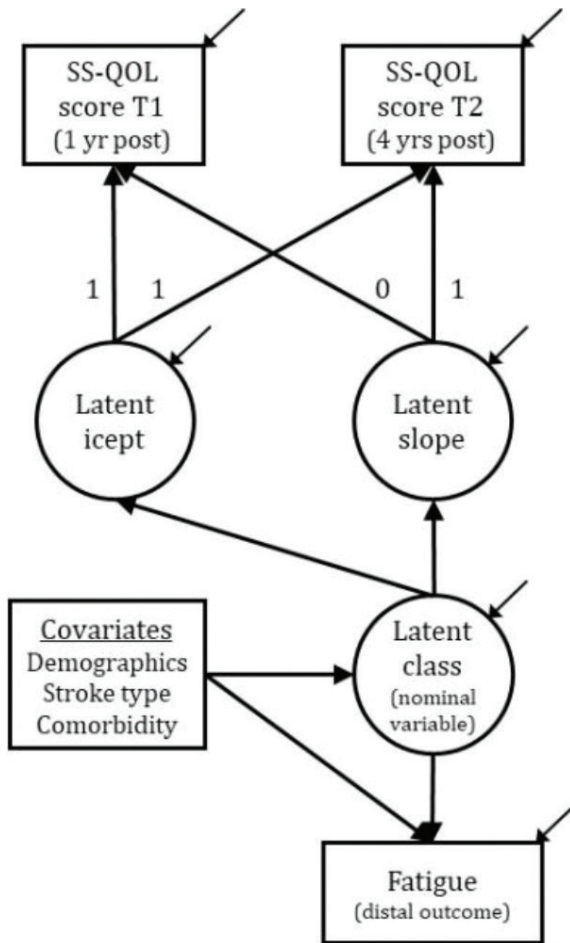 SS-QOL
score T1
(1 yr post)
SS-QOL
score T2
(4 yrs post)
1
1
0
1
Latent
icept
Latent
slope
Covariates
Demographics
Stroke type
Comorbidity
Latent
class
(nominal
variable)
Fatigue
(distal outcome)